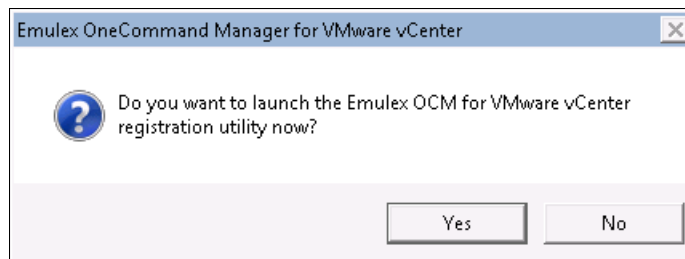 Emulex OneCommand Manager for VMware vCenter
Do you want to launch the Emulex OCM for VMware vCenter
registration utility now?
Yes No